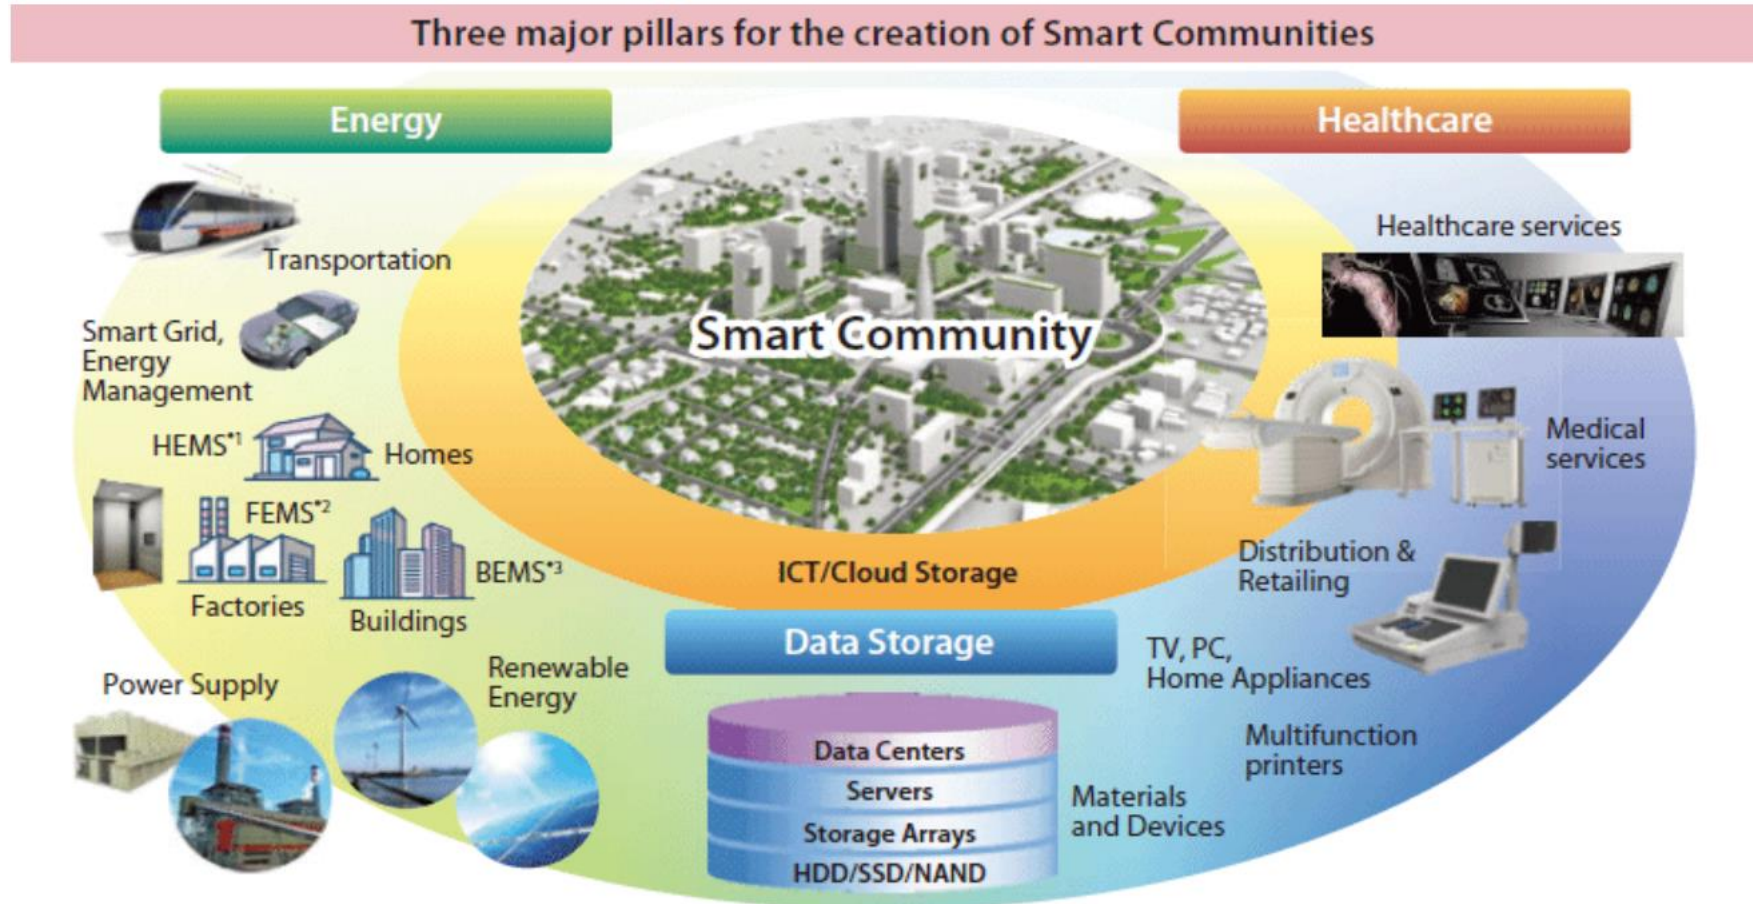 Three major pillars for the creation of Smart Communities
Energy
Healthcare
Transportation
Smart Grid,
Energy
Management
HEMS*1
Homes
FEMS*2
Factories
BEMS*3
Buildings
Power Supply
Renewable
Energy
Smart Community
ICT/Cloud Storage
Data Storage
Data Centers
Servers
Storage Arrays
HDD/SSD/NAND
Healthcare services
Medical
services
Distribution &
Retailing
TV, PC,
Home Appliances
Multifunction
printers
Materials
and Devices